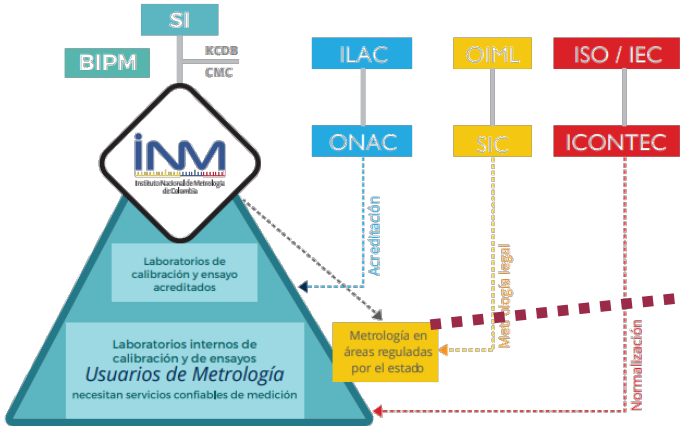 SI
BIPM
KCDB
CMC
ILAC
OIML
ISO / IEC
ONAC
SIC
ICONTEC
iNM
Instituto Nacional de Metrología
de Colombia
Acreditación
Metrología legal
Normalización
Laboratorios de
calibración y ensayo
acreditados
Metrología en
áreas reguladas
por el estado
Laboratorios internos de
calibración y de ensayos
Usuarios de Metrología
necesitan servicios confiables de medición